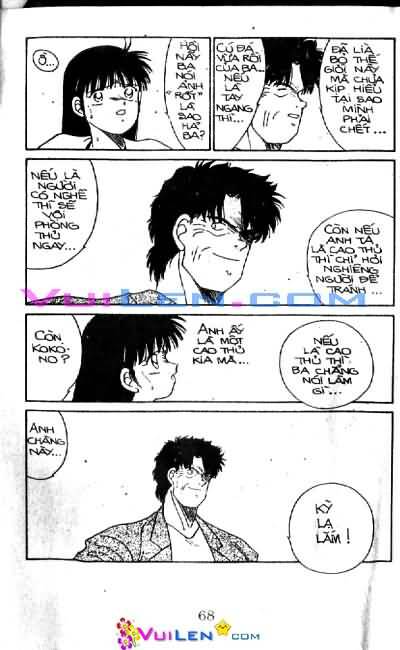 Ồ...
HỒI
NÃY
BA
NÓI
ẢNH
"RỚT"
LÀ
SAO
HẢ
BA?
CÚ ĐÁ
VỪA RỒI
CỦA BA...
NẾU
LÀ
TAY
NGANG
THÌ...
ĐÃ LÌA
BỎ THẾ
GIỚI NÀY
MÀ CHƯA
KỊP HIỂU
TẠI SAO
MÌNH
PHẢI
CHẾT...
NẾU LÀ
NGƯỜI
CÓ NGHỀ
THÌ SẼ
VỘI
PHÒNG
THỦ
NGAY...
CÒN NẾU
ANH TA
LÀ CAO THỦ
THÌ CHỈ HƠI
NGHIÊNG
NGƯỜI ĐỂ
TRÁNH...
VUILEN.COM
CÒN
KOKO-
NO?
ANH ẤY
LÀ MỘT
CAO THỦ
KIA MÀ...
NẾU
LÀ CAO
THỦ THÌ
BA CHẲNG
NÓI LÀM
GÌ...
ANH
CHÀNG
NÀY...
KỲ
LẠ
LẮM!
68
VUILEN.COM